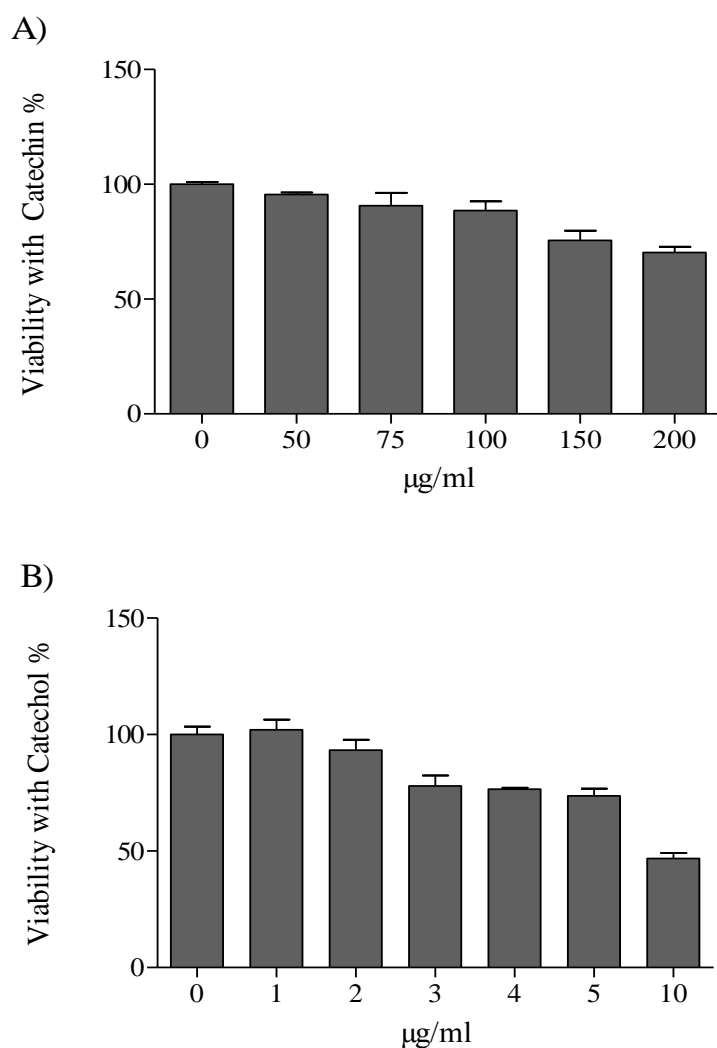 A)
Viability with Catechin %
150
100
50
0
0 50 75 100 150 200
μg/ml
B)
Viability with Catechol %
150
100
50
0
0 1 2 3 4 5 10
μg/ml